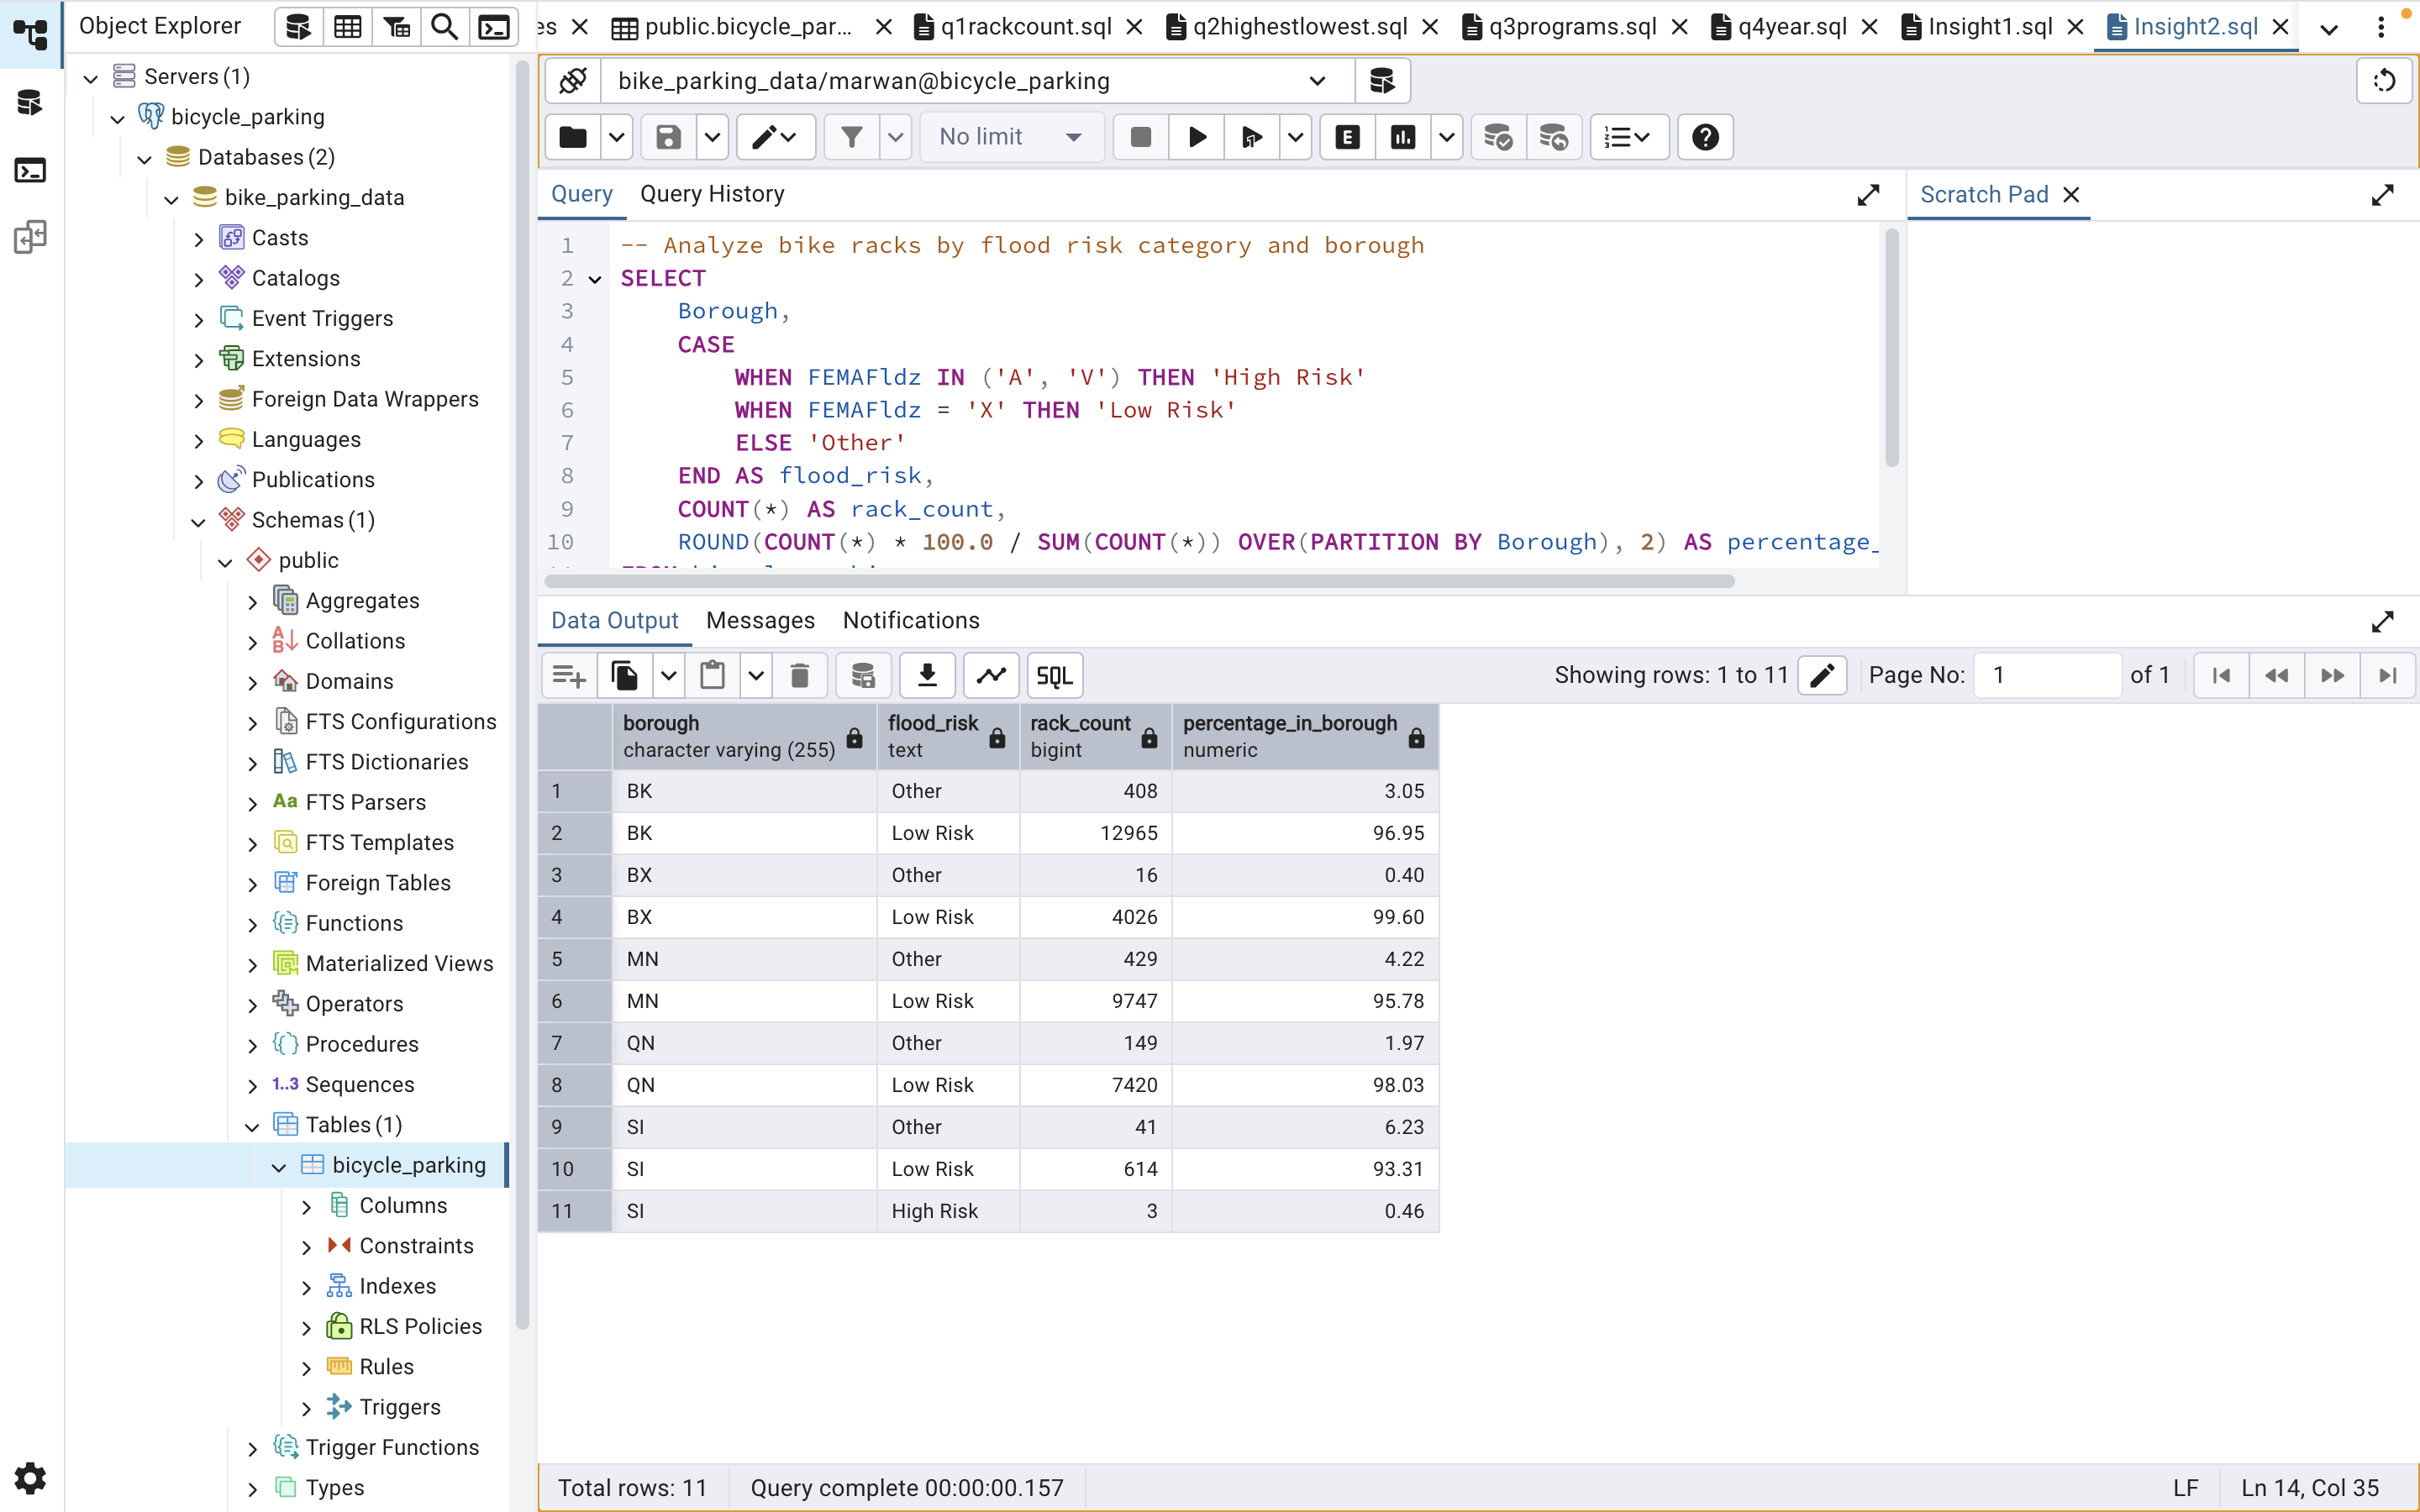 Object Explorer
es
public.bicycle_par...
q1rackcount.sql
q2highestlowest.sql
q3programs.sql
q4year.sql
Insight1.sql
Insight2.sql
Servers (1)
bicycle_parking
Databases (2)
bike_parking_data
Casts
Catalogs
Event Triggers
Extensions
Foreign Data Wrappers
Languages
Publications
Schemas (1)
public
Aggregates
Collations
Domains
FTS Configurations
FTS Dictionaries
Aa FTS Parsers
FTS Templates
Foreign Tables
Functions
Materialized Views
Operators
Procedures
1..3 Sequences
Tables (1)
bicycle_parking
Columns
Constraints
Indexes
RLS Policies
Rules
Triggers
Trigger Functions
Types
bike_parking_data/marwan@bicycle_parking
No limit
E
Query Query History
Scratch Pad
1 -- Analyze bike racks by flood risk category and borough
2 SELECT
3 Borough,
4 CASE
5 WHEN FEMAFldz IN ('A', 'V') THEN 'High Risk'
6 WHEN FEMAFldz = 'X' THEN 'Low Risk'
7 ELSE 'Other'
8 END AS flood_risk,
9 COUNT(*) AS rack_count,
10 ROUND(COUNT(*) * 100.0 / SUM(COUNT(*)) OVER(PARTITION BY Borough), 2) AS percentage_
Data Output Messages Notifications
SQL
Showing rows: 1 to 11
Page No: 1 of 1
borough flood_risk rack_count percentage_in_borough
character varying (255) text bigint numeric
1 BK Other 408 3.05
2 BK Low Risk 12965 96.95
3 BX Other 16 0.40
4 BX Low Risk 4026 99.60
5 MN Other 429 4.22
6 MN Low Risk 9747 95.78
7 QN Other 149 1.97
8 QN Low Risk 7420 98.03
9 SI Other 41 6.23
10 SI Low Risk 614 93.31
11 SI High Risk 3 0.46
Total rows: 11
Query complete 00:00:00.157
LF
Ln 14, Col 35